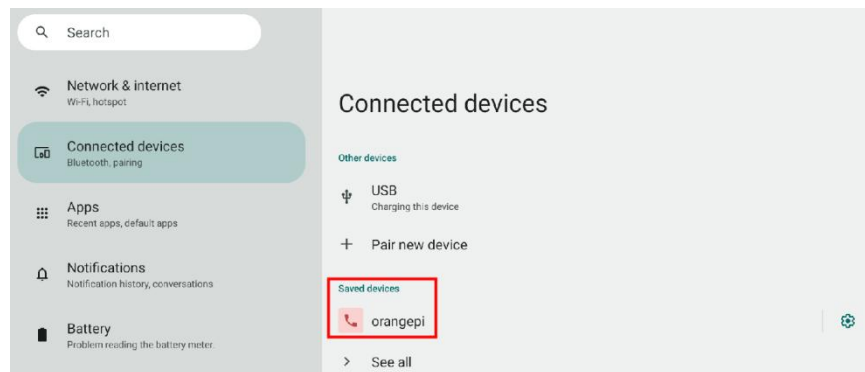 Search
Network & internet
Wi-Fi, hotspot
Connected devices
Bluetooth, pairing
Apps
Recent apps, default apps
Notifications
Notification history, conversations
Battery
Problem reading the battery meter.
Connected devices
Other devices
USB
Charging this device
Pair new device
Saved devices
orangepi
See all